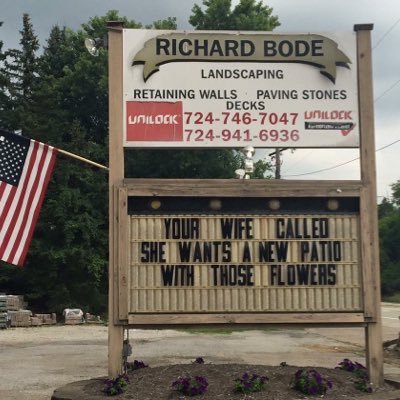 RICHARD BODE
LANDSCAPING
RETAINING WALLS PAVING STONES
DECKS
UNILOCK 724-746-7047 UNILOCK
724-941-6936
YOUR WIFE CALLED
SHE WANTS A NEW PATIO
WITH THOSE FLOWERS